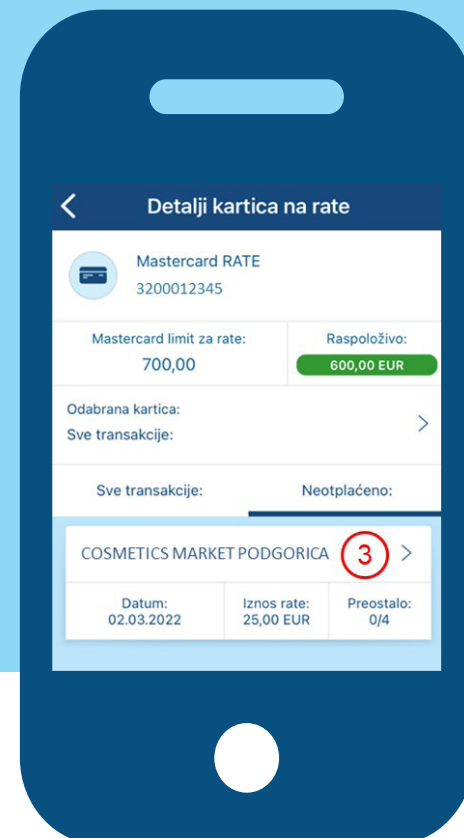 Detalji kartica na rate
Mastercard RATE
3200012345
Mastercard limit za rate:
700,00
Raspoloživo:
600,00 EUR
Odabrana kartica:
Sve transakcije:
Sve transakcije:
Neotplaćeno:
COSMETICS MARKET PODGORICA
3
Datum:
02.03.2022
Iznos rate:
25,00 EUR
Preostalo:
0/4